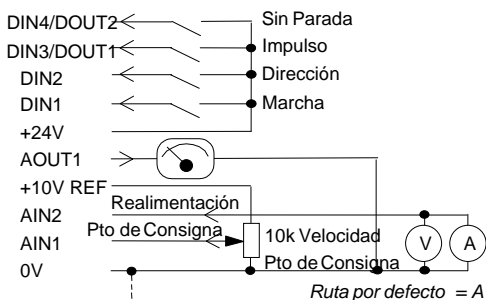 DIN4/DOUT2 Sin Parada
DIN3/DOUT1 Impulso
DIN2 Dirección
DIN1 Marcha
+24V
AOUT1
+10V REF
Realimentación
AIN2
Pto de Consigna
AIN1 10k Velocidad V A
Pto de Consigna
0V
Ruta por defecto = A